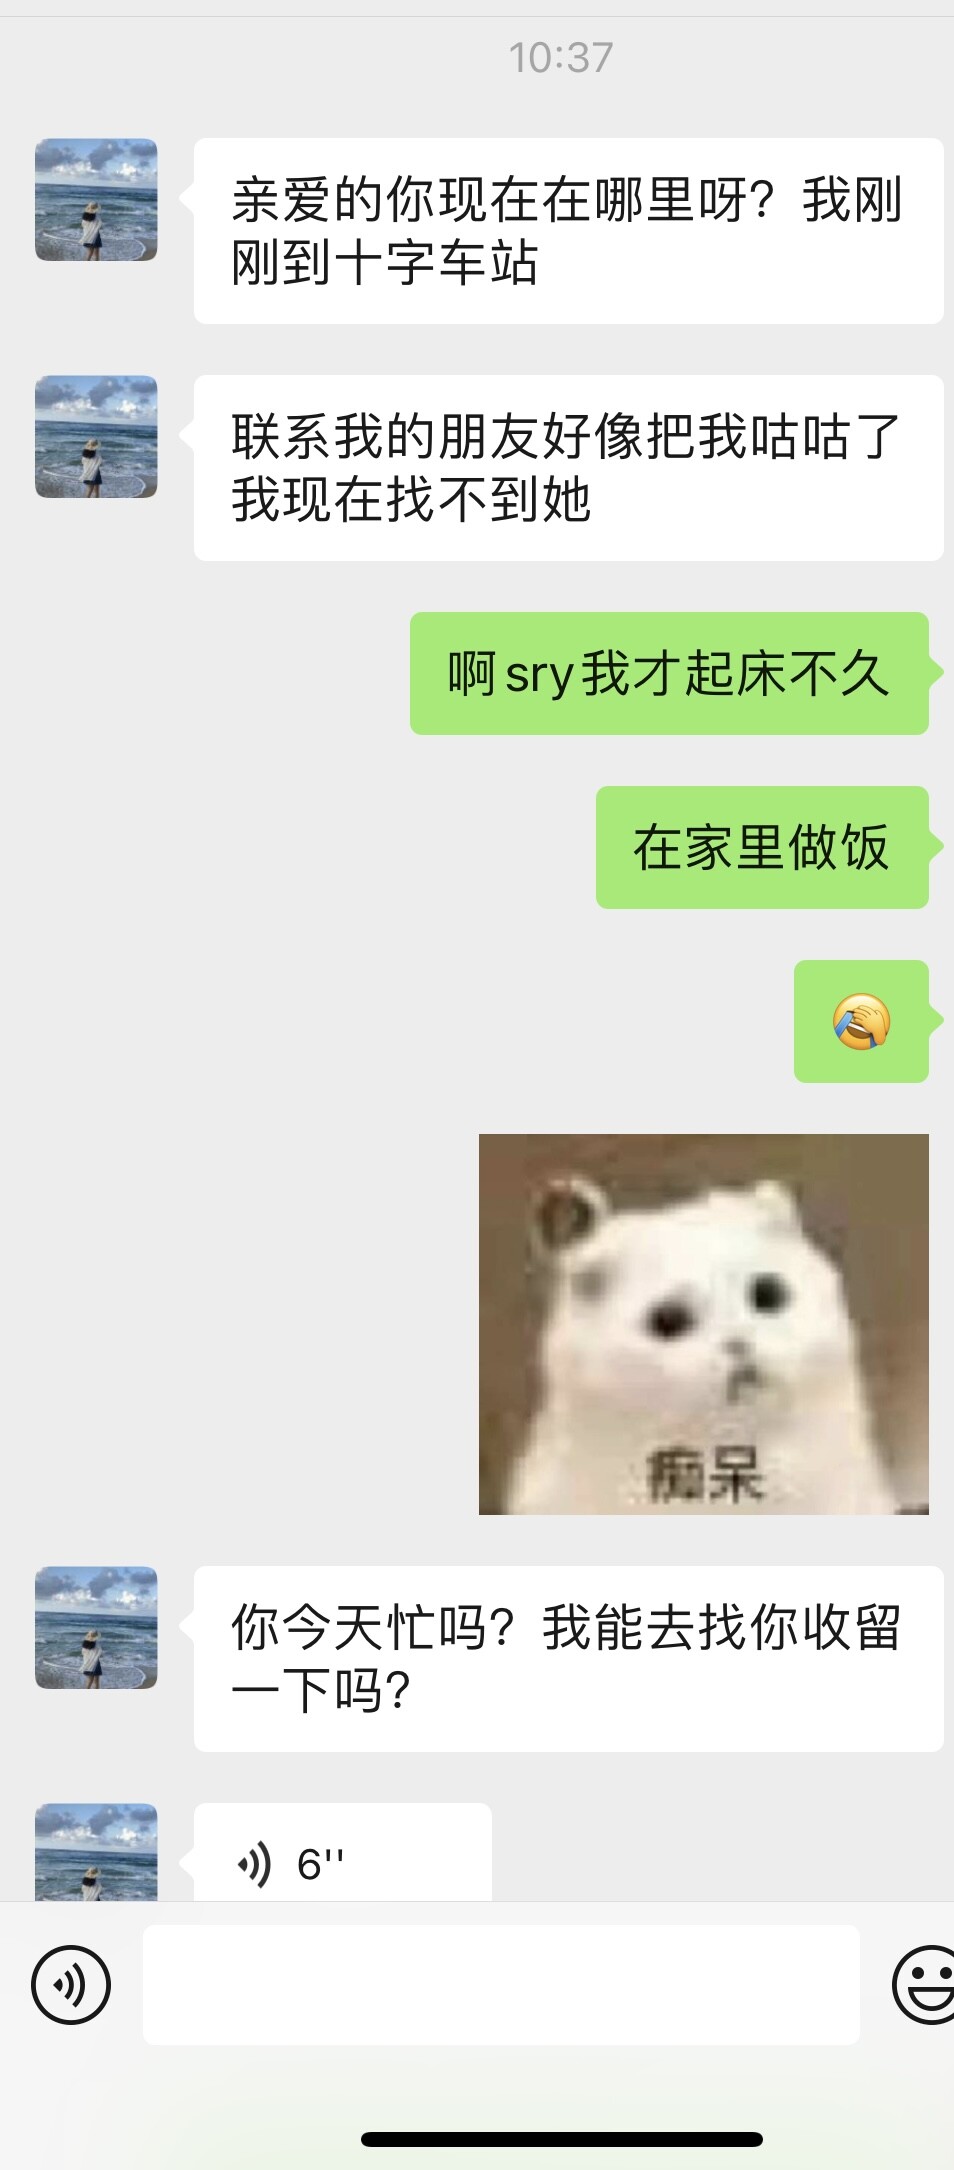 10:37
亲爱的你现在在哪里呀？我刚
刚到十字车站
联系我的朋友好像把我咕咕了
我现在找不到她
啊sry我才起床不久
在家里做饭
🤦
痴呆
你今天忙吗？我能去找你收留
一下吗？
6''